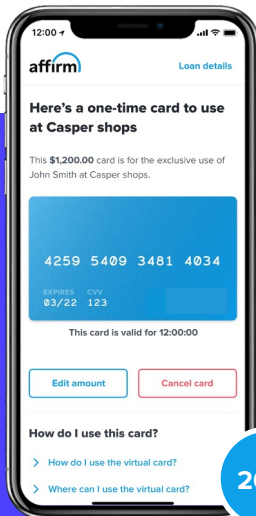 12:00
affirm
Loan details
Here's a one-time card to use
at Casper shops
This $1,200.00 card is for the exclusive use of
John Smith at Casper shops.
4259 5409 3481 4034
EXPIRES CVV
03/22 123
This card is valid for 12:00:00
Edit amount
Cancel card
How do I use this card?
How do I use the virtual card?
Where can I use the virtual card?